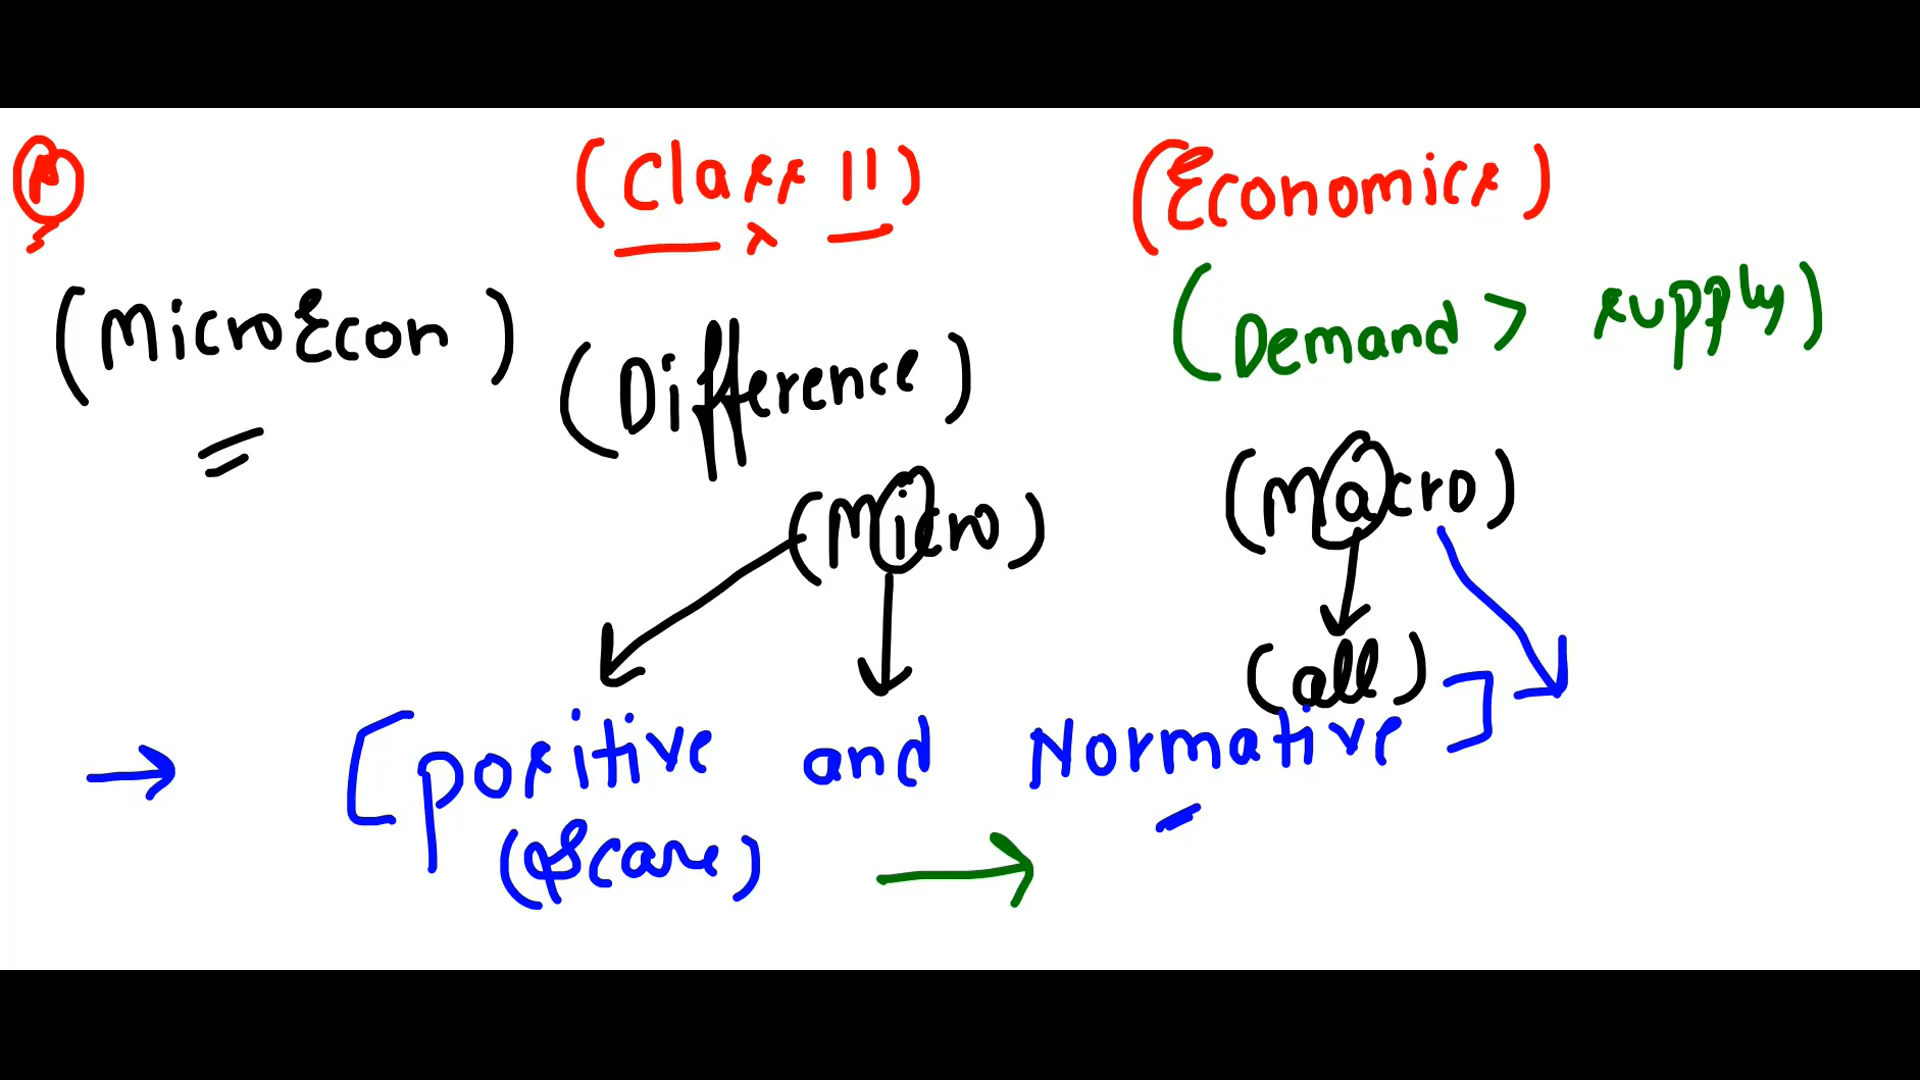 (Class 11) (Economics)
(MicroEcon) (Difference) (Demand > supply)
(Micro) (Macro)
(all)
→ [positive and Normative]
(Scare) →